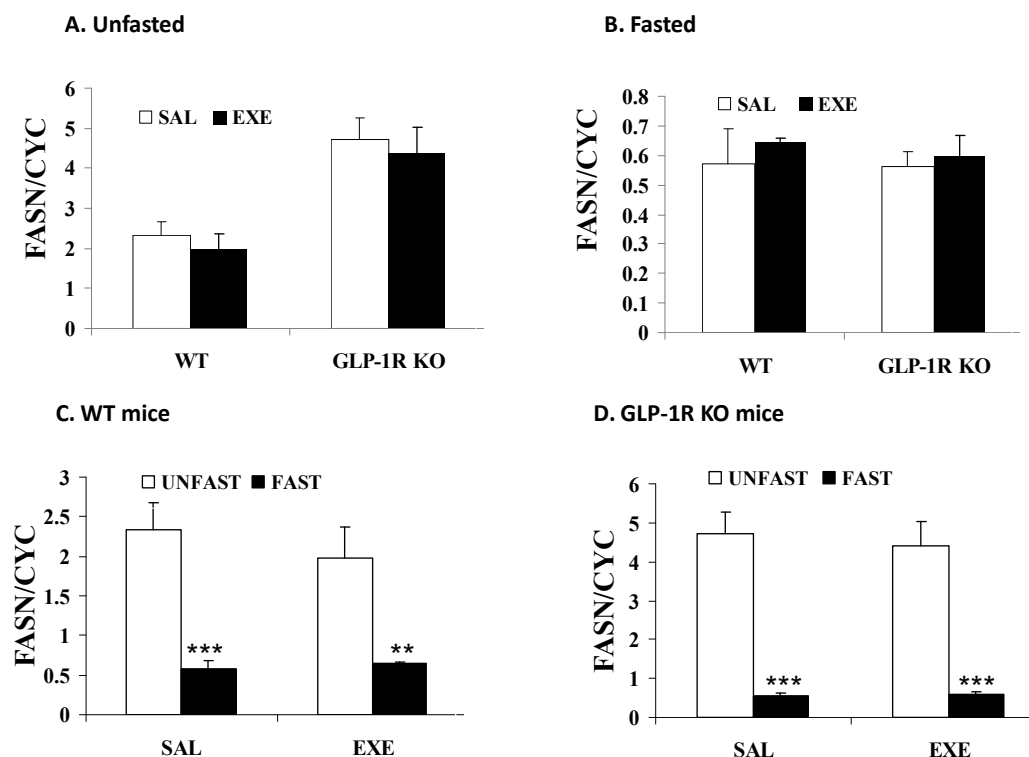 A. Unfasted
SAL EXE
FASN/CYC
6
5
4
3
2
1
0
WT GLP-1R KO
B. Fasted
SAL EXE
FASN/CYC
0.8
0.7
0.6
0.5
0.4
0.3
0.2
0.1
0
WT GLP-1R KO
C. WT mice
UNFAST FAST
FASN/CYC
3
2.5
2
1.5
1
0.5
0
*** **
SAL EXE
D. GLP-1R KO mice
UNFAST FAST
FASN/CYC
6
5
4
3
2
1
0
*** ***
SAL EXE